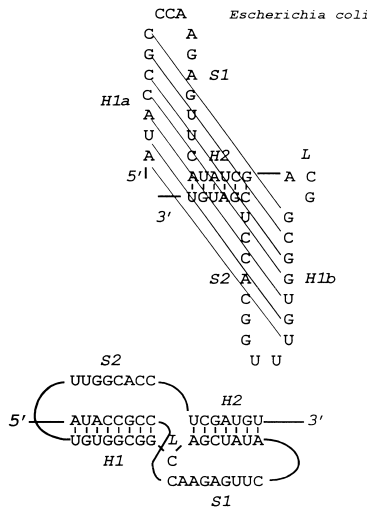 CCA Escherichia coli
C A
G G
C A S1
C G
H1a
A U
U U
A C H2 L
5' AUAUCG A C
3' UGUAGC G
U G
C C
C G
S2 A G H1b
C U
G G
G U
U U
S2
UUGGCACC H2
5' AUACCGCC UCGAUGU 3'
UGUGGCGG L AGCUAUA
H1 C
CAAGAGUUC
S1